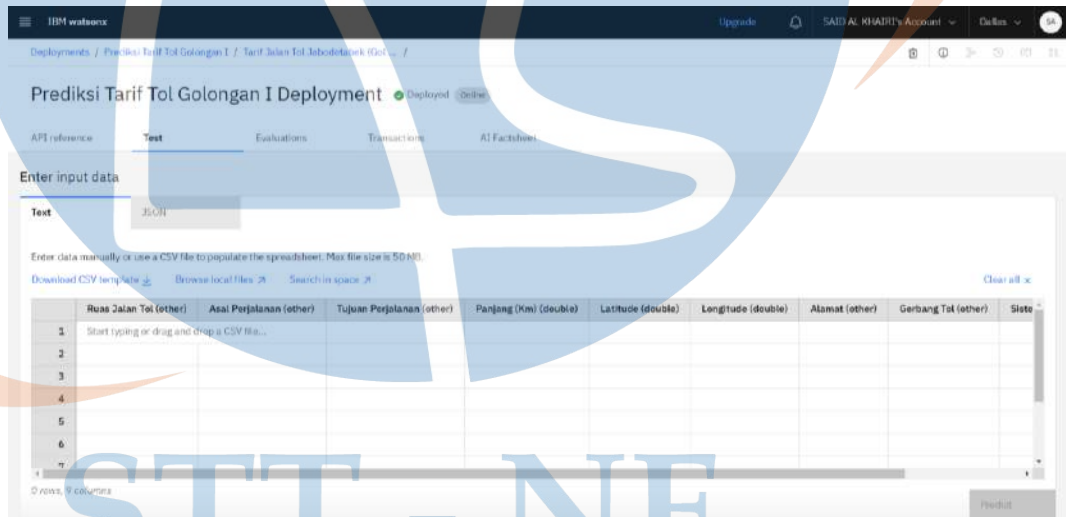 IBM watsonx
Upgrade
SAID AL KHAIRI's Account
Dallas
SA
Deployments / Prediksi Tarif Tol Golongan I / Tarif Jalan Tol Jabodetabek (Gol ... /
Prediksi Tarif Tol Golongan I Deployment
Deployed
Online
API reference
Test
Evaluations
Transactions
AI Factsheet
Enter input data
Text
JSON
Enter data manually or use a CSV file to populate the spreadsheet. Max file size is 50 MB.
Download CSV template
Browse local files
Search in space
Clear all ×
Ruas Jalan Tol (other)
Asal Perjalanan (other)
Tujuan Perjalanan (other)
Panjang (Km) (double)
Latitude (double)
Longitude (double)
Alamat (other)
Gerbang Tol (other)
Siste
1
Start typing or drag and drop a CSV file...
2
3
4
5
6
7
0 rows, 9 columns
Predict
STT - NF